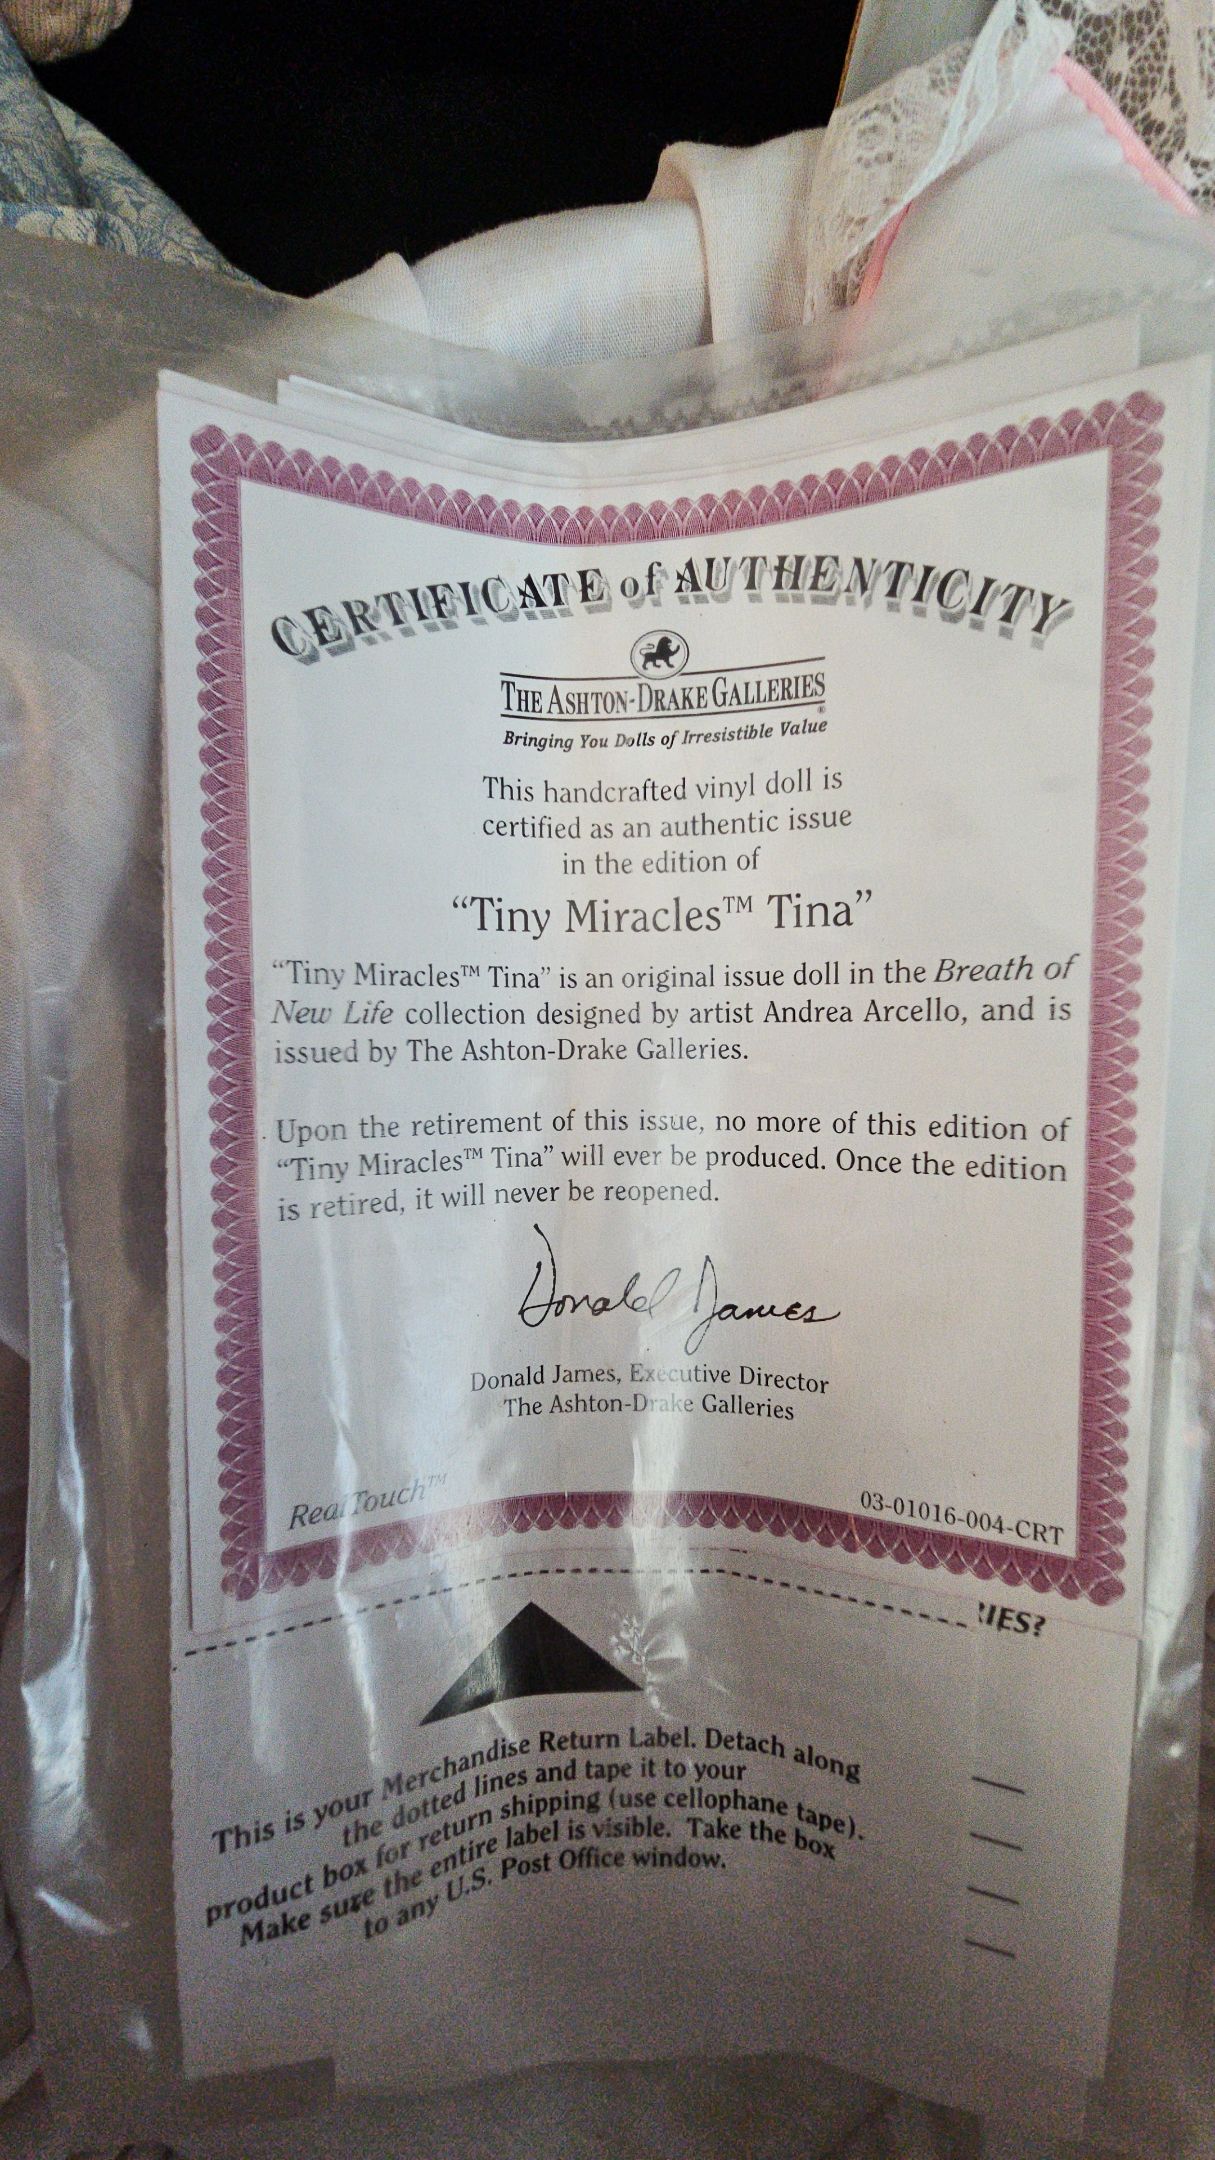 CERTIFICATE of AUTHENTICITY
THE ASHTON-DRAKE GALLERIES®
Bringing You Dolls of Irresistible Value
This handcrafted vinyl doll is
certified as an authentic issue
in the edition of
“Tiny Miracles™ Tina”
“Tiny Miracles™ Tina” is an original issue doll in the Breath of
New Life collection designed by artist Andrea Arcello, and is
issued by The Ashton-Drake Galleries.
Upon the retirement of this issue, no more of this edition of
“Tiny Miracles™ Tina” will ever be produced. Once the edition
is retired, it will never be reopened.
Donald James
Donald James, Executive Director
The Ashton-Drake Galleries
RealTouch™
03-01016-004-CRT
IES?
This is your Merchandise Return Label. Detach along
the dotted lines and tape it to your
product box for return shipping (use cellophane tape).
Make sure the entire label is visible. Take the box
to any U.S. Post Office window.